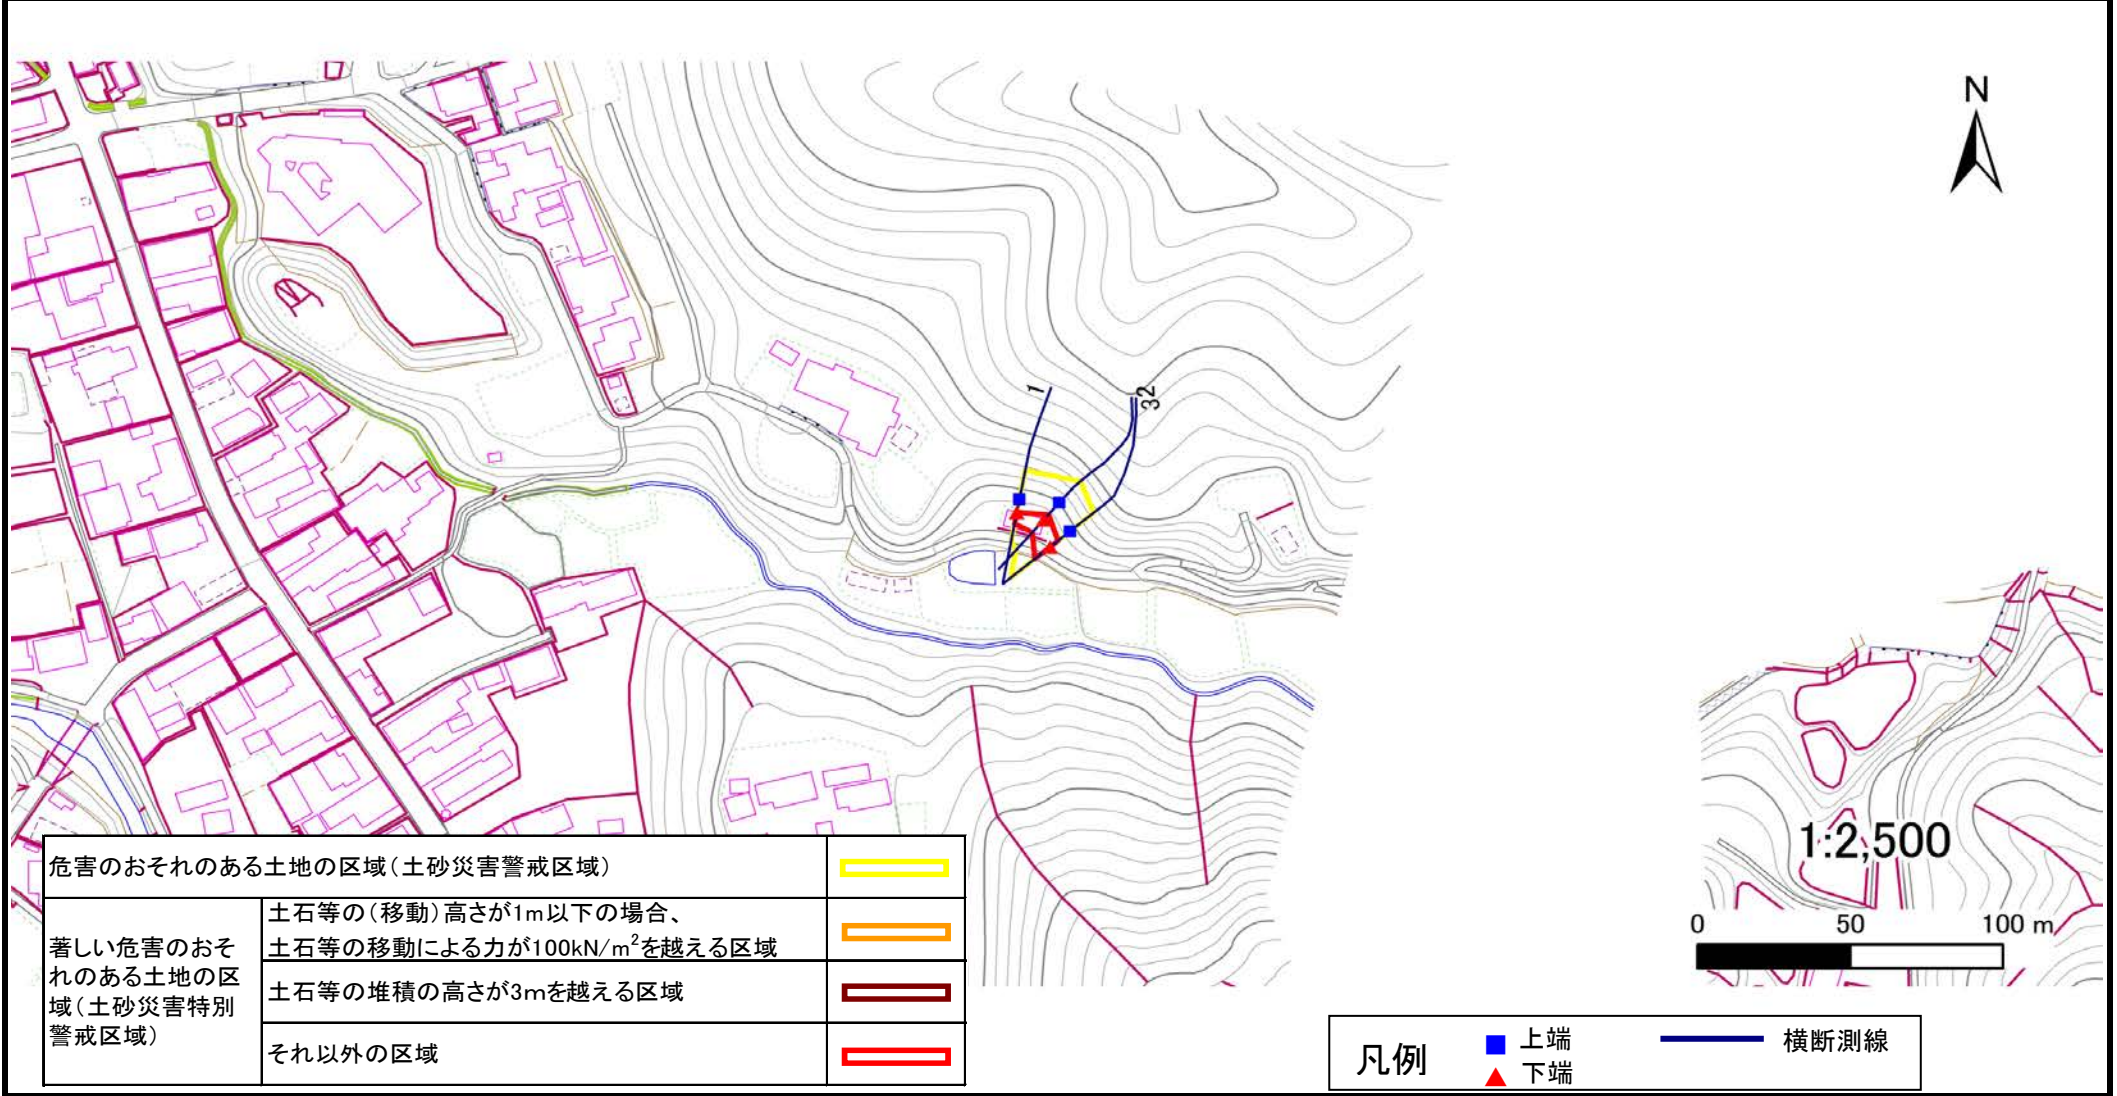 N
1
32
1:2,500
0 50 100 m
危害のおそれのある土地の区域(土砂災害警戒区域)
著しい危害のおそ
れのある土地の区
域(土砂災害特別
警戒区域)
土石等の(移動)高さが1m以下の場合、
土石等の移動による力が100kN/m²を越える区域
土石等の堆積の高さが3mを越える区域
それ以外の区域
凡例
上端
下端
横断測線